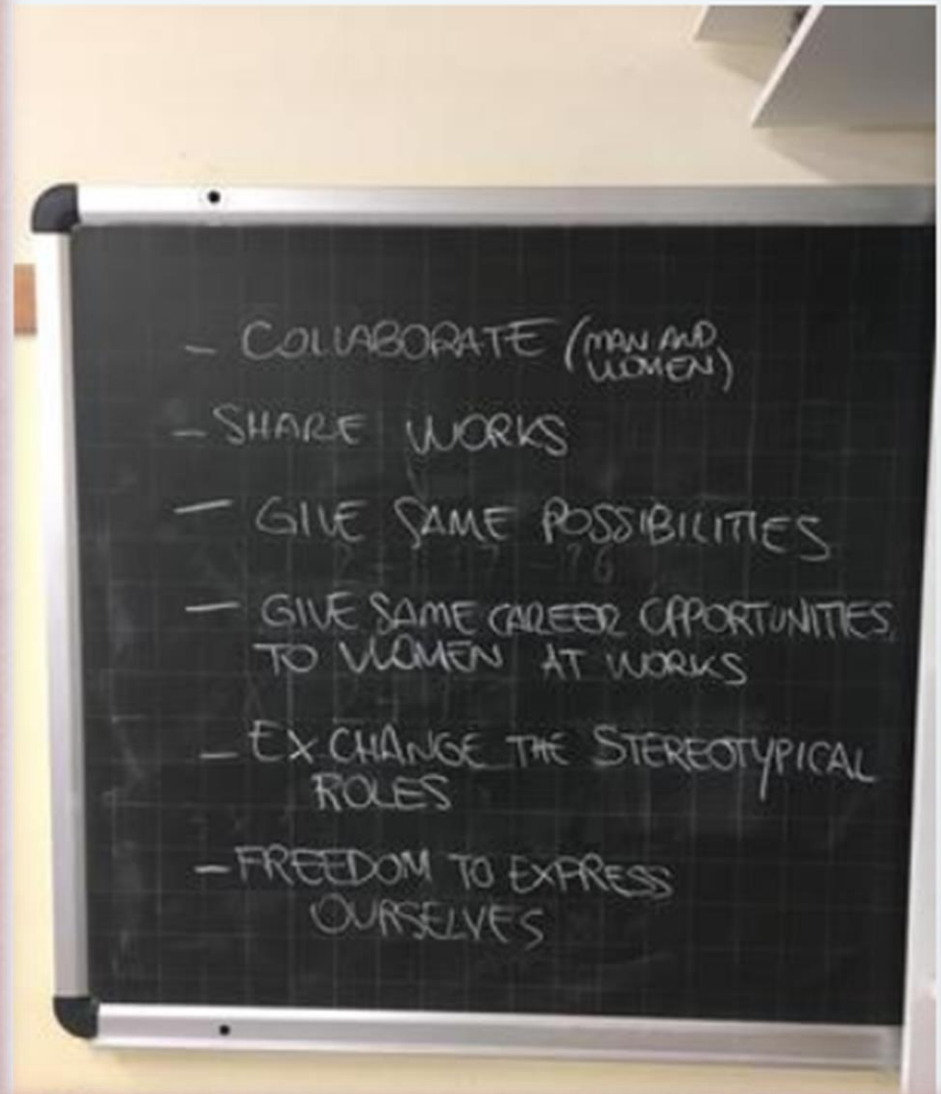 - COLLABORATE (MAN AND
WOMEN)
- SHARE WORKS
- GIVE SAME POSSIBILITIES
- GIVE SAME CAREER OPPORTUNITIES
TO WOMEN AT WORKS
- EXCHANGE THE STEREOTYPICAL
ROLES
- FREEDOM TO EXPRESS
OURSELVES